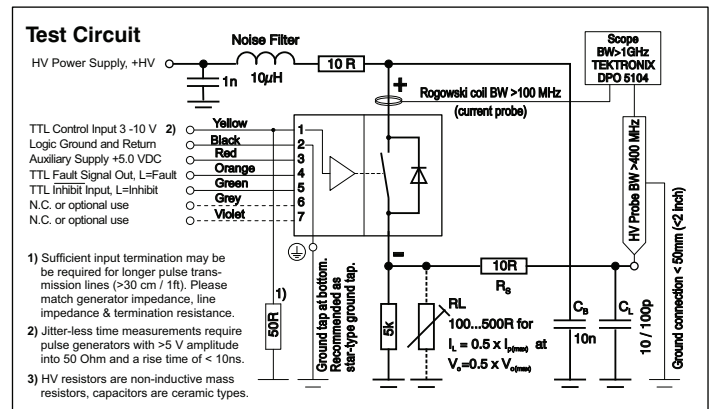 Test Circuit
Noise Filter
HV Power Supply, +HV
1n
10µH
10 R
Scope
BW>1GHz
TEKTRONIX
DPO 5104
+
Rogowski coil BW >100 MHz
(current probe)
TTL Control Input 3 -10 V 2)
Yellow
1
Logic Ground and Return
Black
2
Auxiliary Supply +5.0 VDC
Red
3
TTL Fault Signal Out, L=Fault
Orange
4
TTL Inhibit Input, L=Inhibit
Green
5
N.C. or optional use
Grey
6
N.C. or optional use
Violet
7
HV Probe BW >400 MHz
Ground connection < 50mm (<2 inch)
-
1) Sufficient input termination may be
be required for longer pulse trans-
mission lines (>30 cm / 1ft). Please
match generator impedance, line
impedance & termination resistance.
2) Jitter-less time measurements require
pulse generators with >5 V amplitude
into 50 Ohm and a rise time of < 10ns.
3) HV resistors are non-inductive mass
resistors, capacitors are ceramic types.
1)
50R
Ground tap at bottom.
Recommended as
star-type ground tap.
10R
RS
5k
RL
100...500R for
IL = 0.5 x Ip(max) at
Vo=0.5 x Vo(max)
CB
10n
CL
10 / 100p